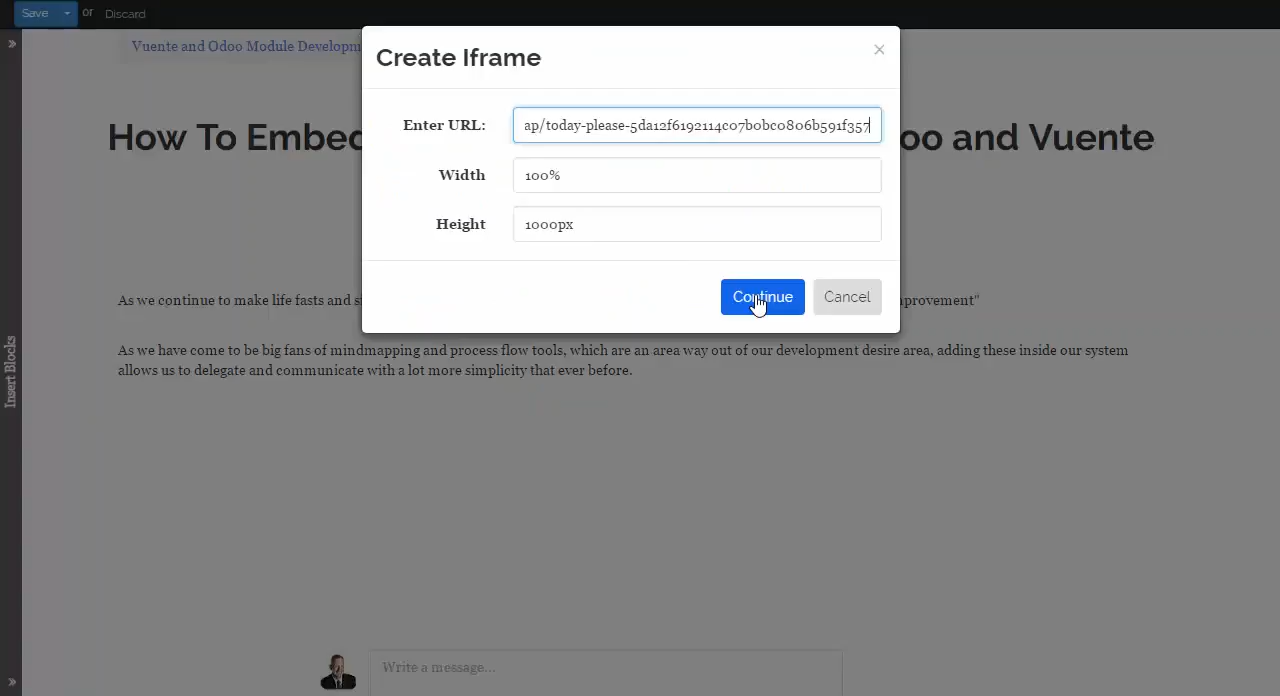 Save or Discard
Vuente and Odoo Module Developm
Create Iframe
×
How To Embed oo and Vuente
Enter URL: ap/today-please-5da12f6192114c07b0bc0806b591f357
Width 100%
Height 1000px
Continue Cancel
As we continue to make life fasts and s provement"
As we have come to be big fans of mindmapping and process flow tools, which are an area way out of our development desire area, adding these inside our system
allows us to delegate and communicate with a lot more simplicity that ever before.
Insert Blocks
Write a message...